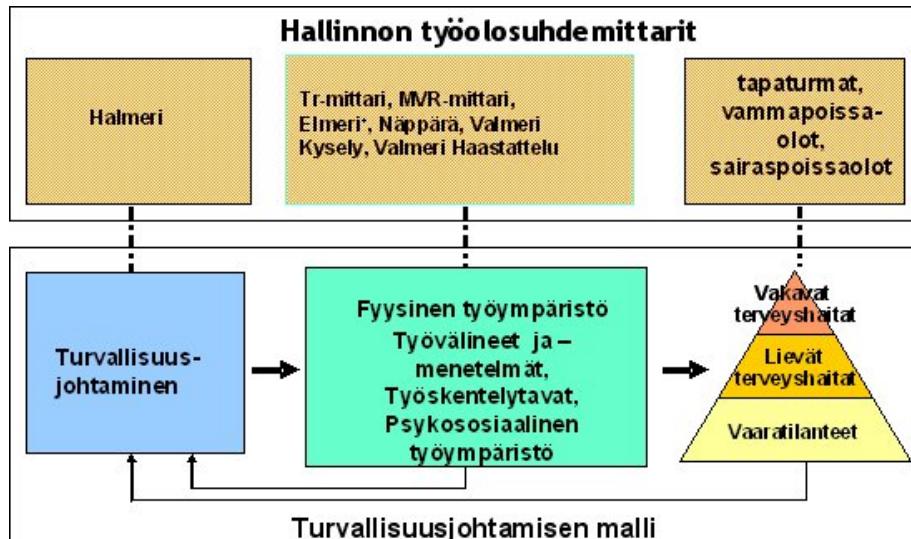 Hallinnon työolosuhdemittarit
Halmeri
Tr-mittari, MVR-mittari,
Elmeri⁺, Näppärä, Valmeri
Kysely, Valmeri Haastattelu
tapaturmat,
vammapoissa-
olot,
sairaspoissaolot
Turvallisuus-
johtaminen
Fyysinen työympäristö
Työvälineet ja –
menetelmät,
Työskentelytavat,
Psykososiaalinen
työympäristö
Vakavat
terveyshaitat
Lievät
terveyshaitat
Vaaratilanteet
Turvallisuusjohtamisen malli